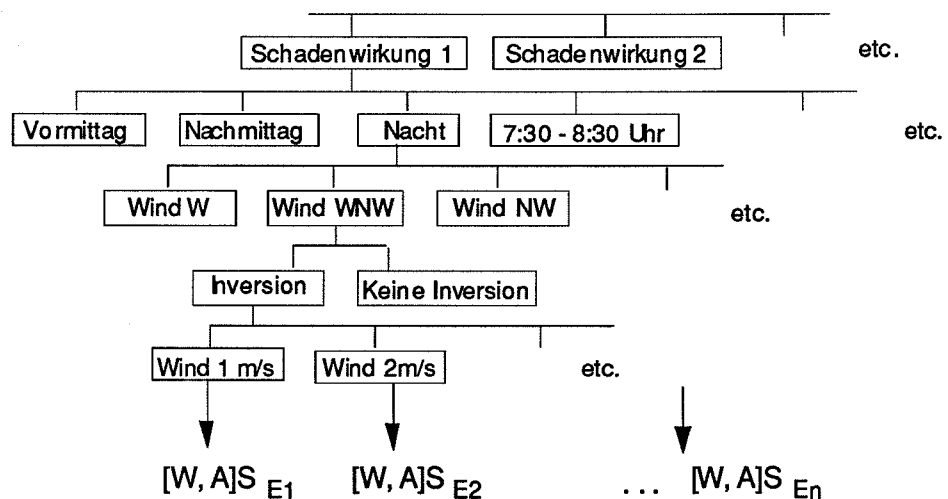 Schadenwirkung 1 Schadenwirkung 2 etc.
Vormittag Nachmittag Nacht 7:30 - 8:30 Uhr etc.
Wind W Wind WNW Wind NW etc.
Inversion Keine Inversion
Wind 1 m/s Wind 2m/s etc.
[W, A]S E1 [W, A]S E2 ... [W, A]S En